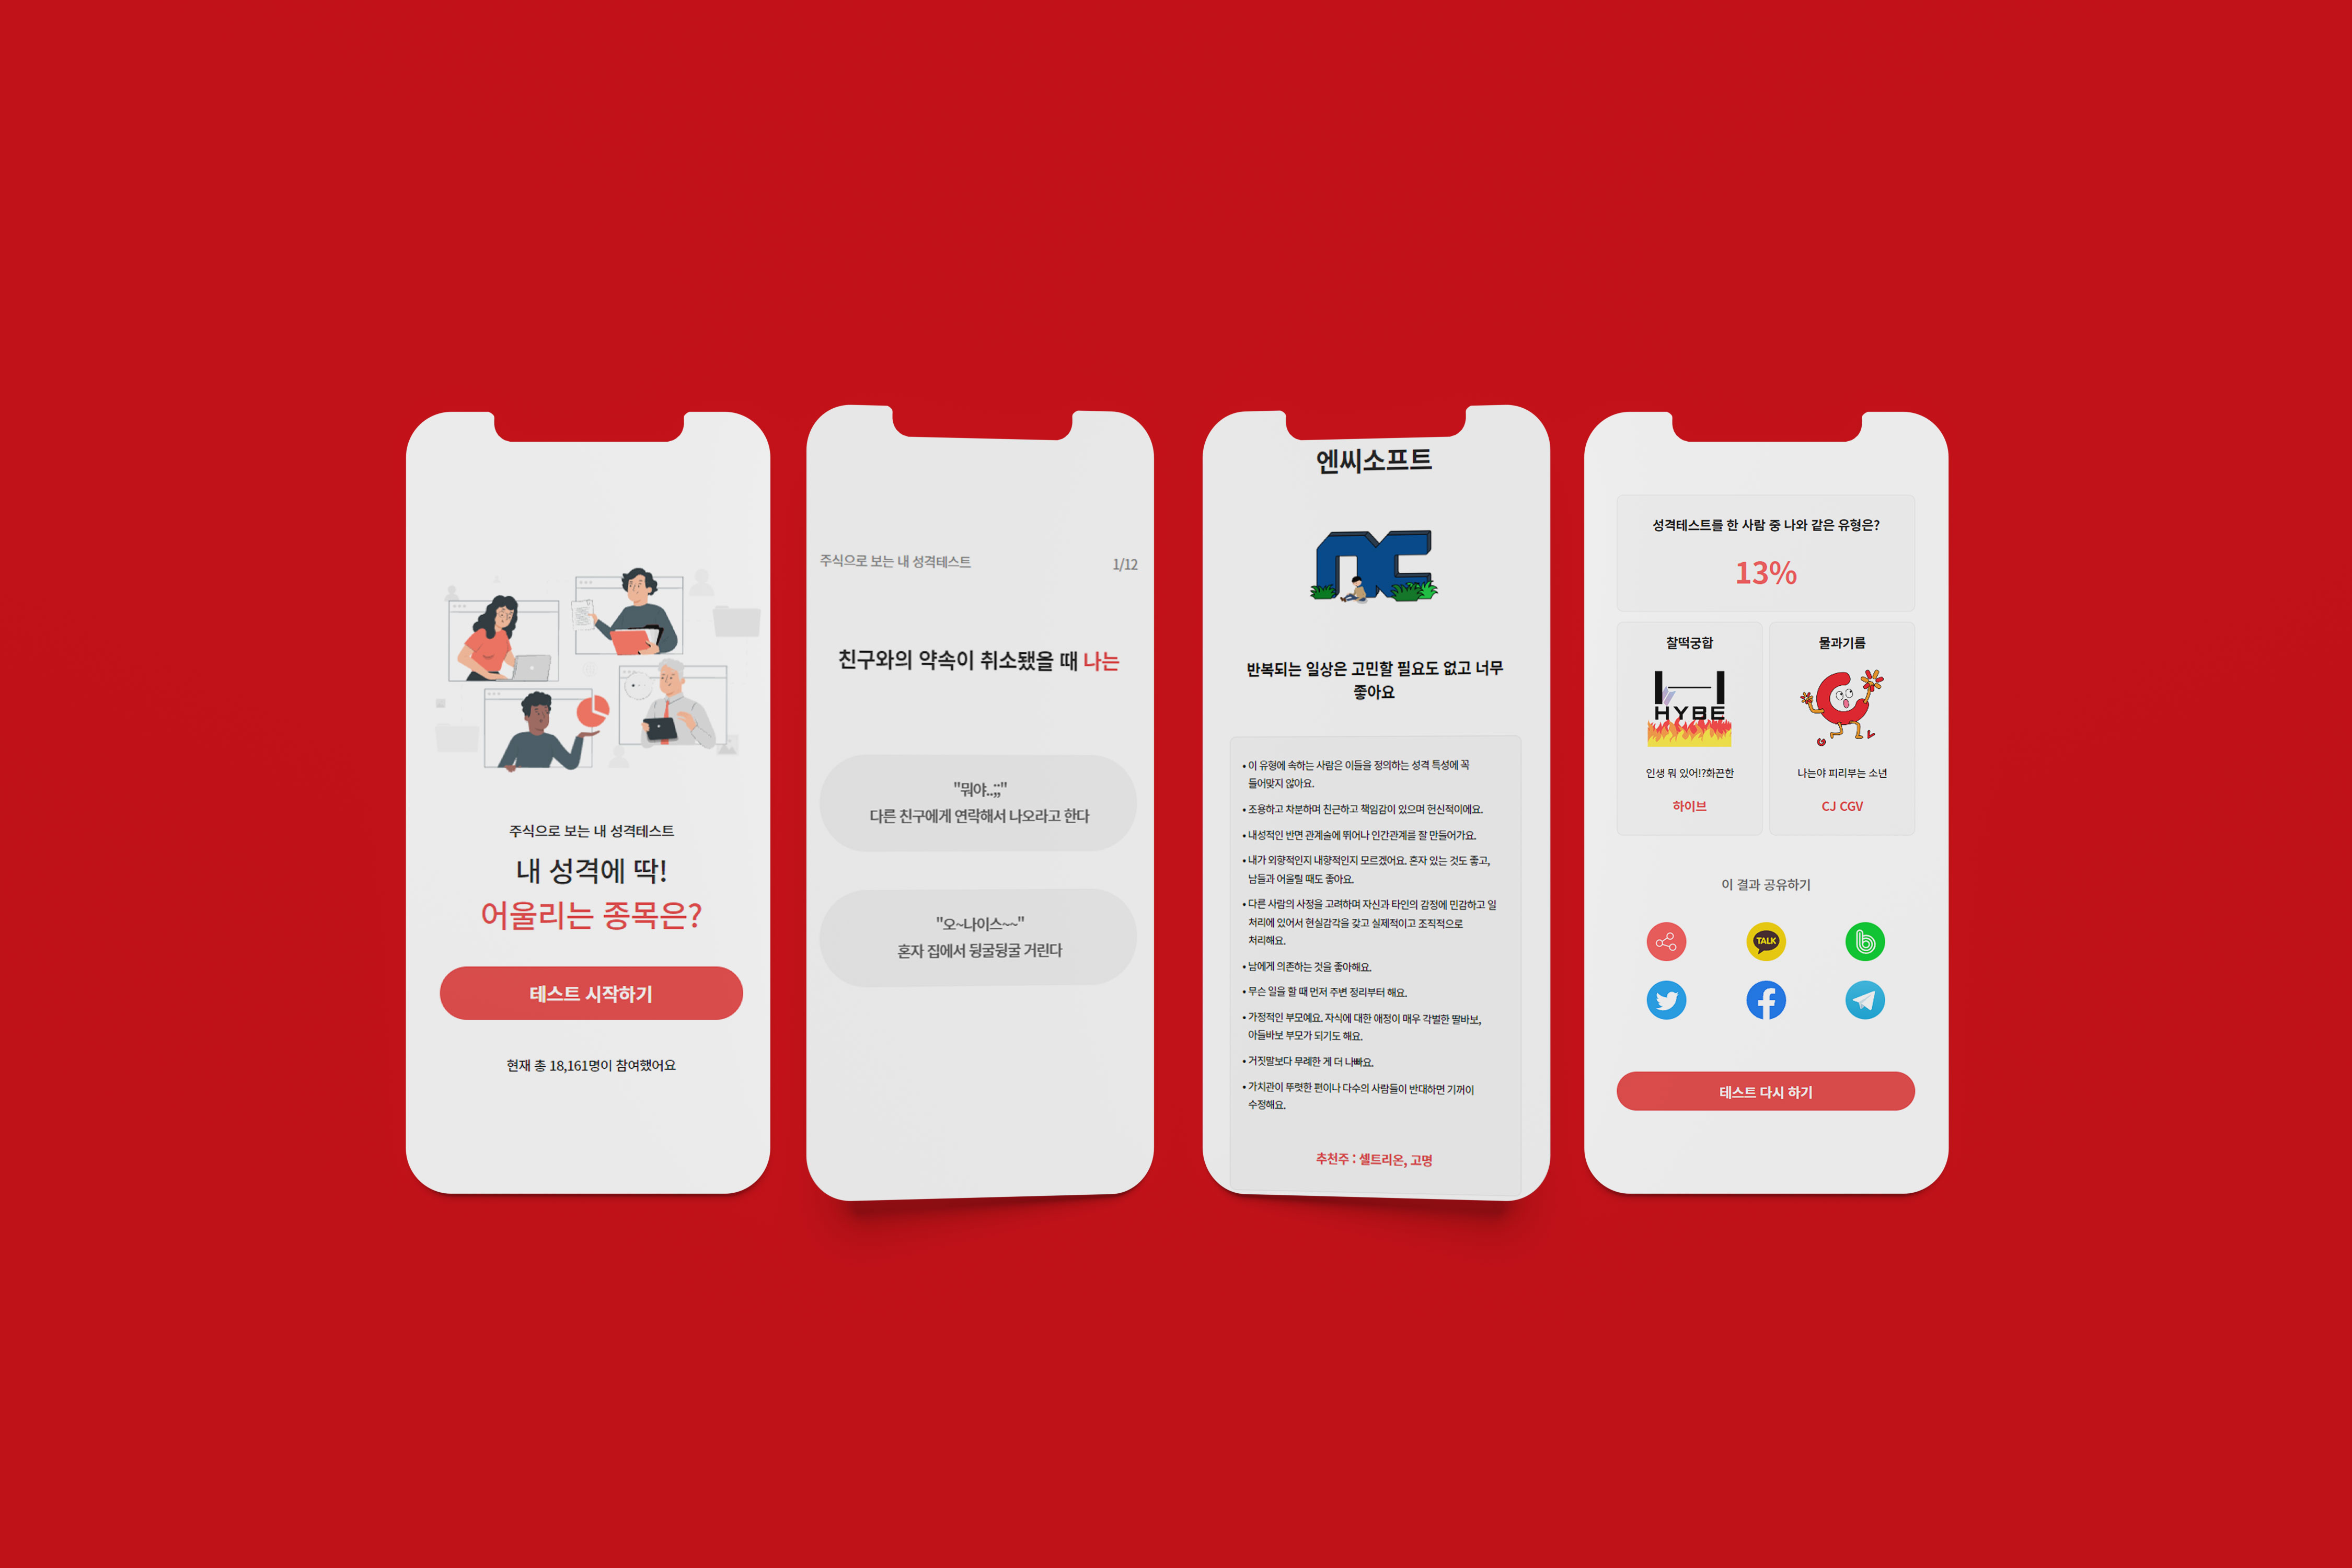 주식으로 보는 내 성격테스트
내 성격에 딱!
어울리는 종목은?
테스트 시작하기
현재 총 18,161명이 참여했어요
주식으로 보는 내 성격테스트
1/12
친구와의 약속이 취소됐을 때 나는
"뭐야..;;"
다른 친구에게 연락해서 나오라고 한다
"오~나이스~~"
혼자 집에서 뒹굴뒹굴 거린다
엔씨소프트
nc
반복되는 일상은 고민할 필요도 없고 너무
좋아요
• 이 유형에 속하는 사람은 이들을 정의하는 성격 특성에 꼭
들어맞지 않아요.
• 조용하고 차분하며 친근하고 책임감이 있으며 헌신적이에요.
• 내성적인 반면 관계술에 뛰어나 인간관계를 잘 만들어가요.
• 내가 외향적인지 내향적인지 모르겠어요. 혼자 있는 것도 좋고,
남들과 어울릴 때도 좋아요.
• 다른 사람의 사정을 고려하며 자신과 타인의 감정에 민감하고 일
처리에 있어서 현실감각을 갖고 실제적이고 조직적으로
처리해요.
• 남에게 의존하는 것을 좋아해요.
• 무슨 일을 할 때 먼저 주변 정리부터 해요.
• 가정적인 부모예요. 자식에 대한 애정이 매우 각별한 딸바보,
아들바보 부모가 되기도 해요.
• 거짓말보다 무례한 게 더 나빠요.
• 가치관이 뚜렷한 편이나 다수의 사람들이 반대하면 기꺼이
수정해요.
추천주 : 셀트리온, 고명
성격테스트를 한 사람 중 나와 같은 유형은?
13%
찰떡궁합
HYBE
인생 뭐 있어!?화끈한
하이브
물과기름
나는야 피리부는 소년
CJ CGV
이 결과 공유하기
TALK
테스트 다시 하기